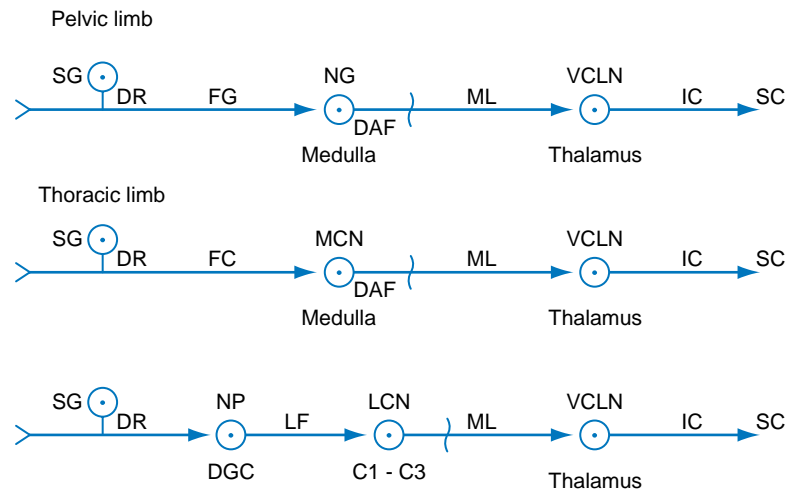 Pelvic limb
SG NG VCLN
DR FG ML IC SC
DAF
Medulla Thalamus
Thoracic limb
SG MCN VCLN
DR FC ML IC SC
DAF
Medulla Thalamus
SG NP LCN VCLN
DR LF ML IC SC
DGC C1 - C3 Thalamus